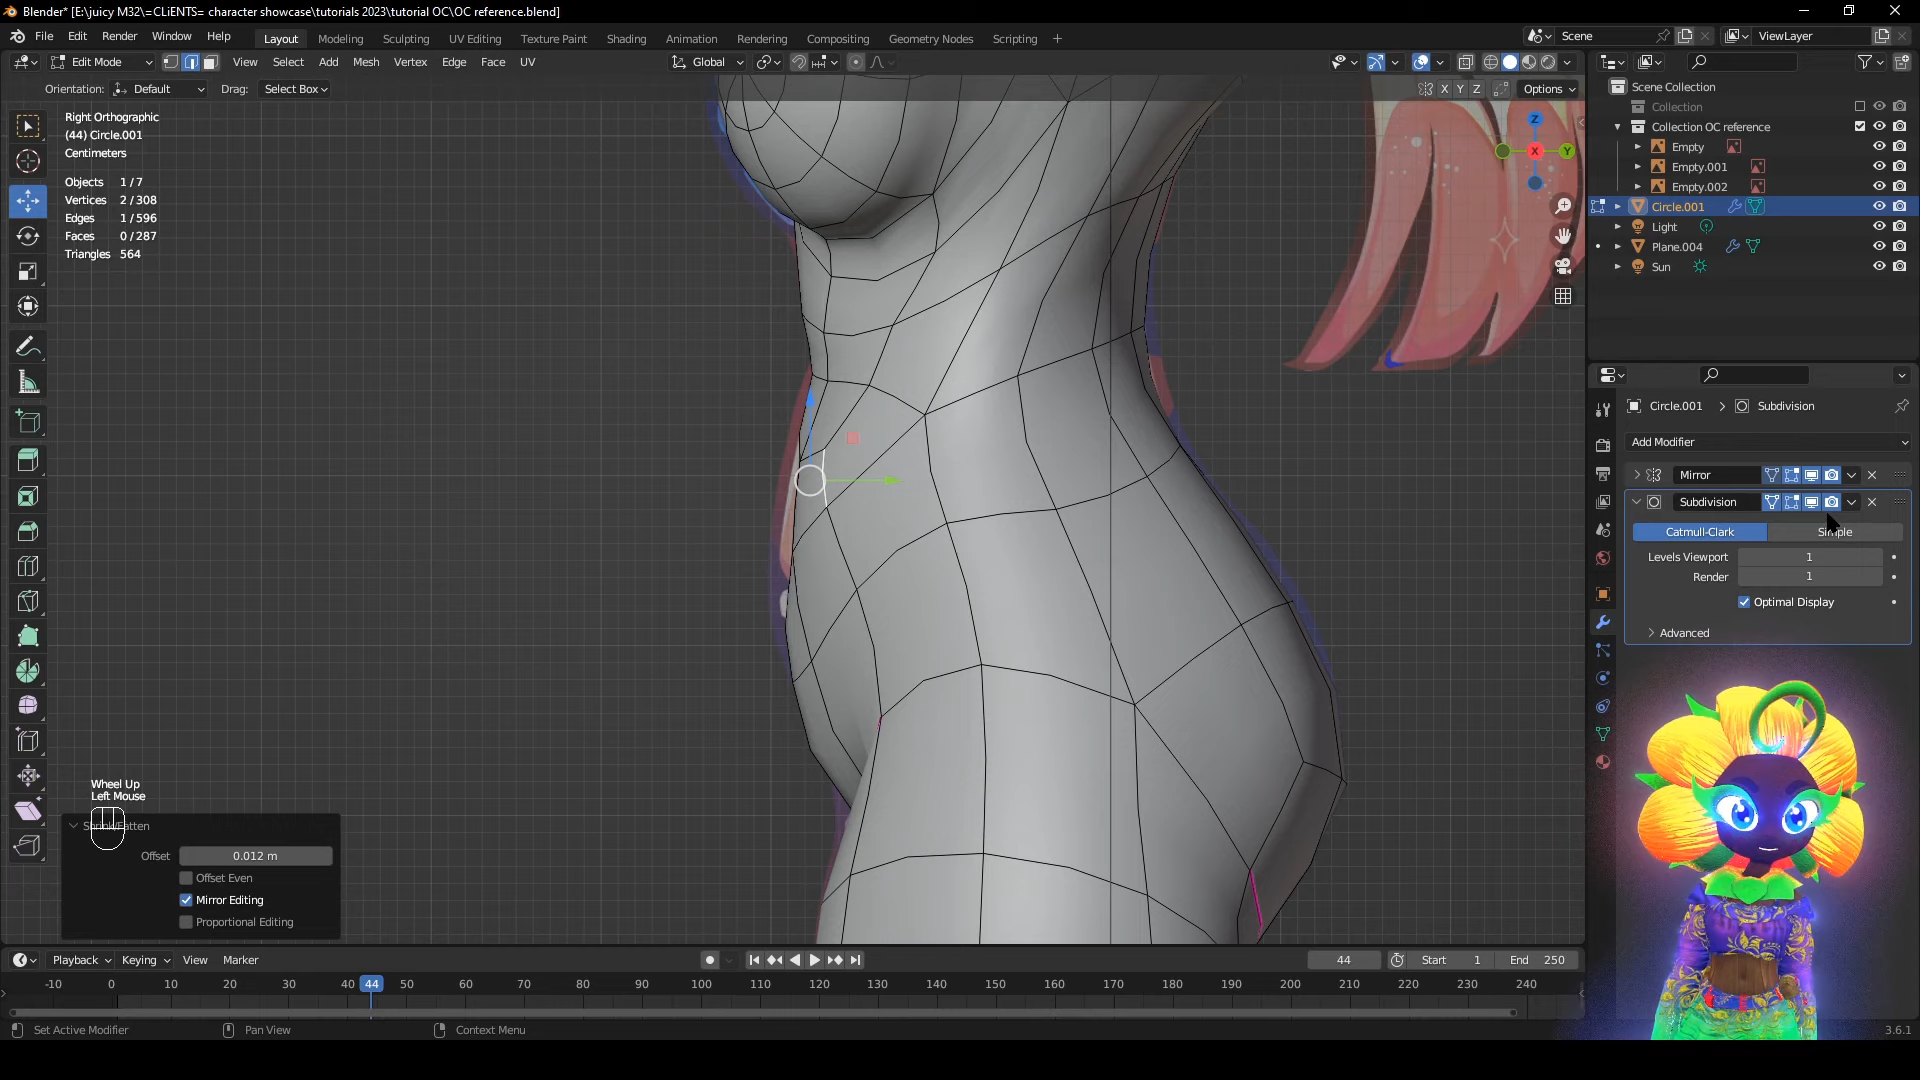 Blender* [E:\juicy M32\=CLiENTS= character showcase\tutorials 2023\tutorial OC\OC reference.blend]
File Edit Render Window Help Layout Modeling Sculpting UV Editing Texture Paint Shading Animation Rendering Compositing Geometry Nodes Scripting + Scene ViewLayer
Edit Mode View Select Add Mesh Vertex Edge Face UV Global
Orientation: Default Drag: Select Box X Y Z Options
Right Orthographic
(44) Circle.001
Centimeters
Objects 1/7
Vertices 2/308
Edges 1/596
Faces 0/287
Triangles 564
Z
X
Y
Scene Collection
Collection
Collection OC reference
Empty
Empty.001
Empty.002
Circle.001
Light
Plane.004
Sun
Circle.001 Subdivision
Add Modifier
Mirror
Subdivision
Catmull-Clark Simple
Levels Viewport 1
Render 1
Optimal Display
Advanced
Wheel Up
Left Mouse
Shrink/Fatten
Offset 0.012 m
Offset Even
Mirror Editing
Proportional Editing
Playback Keying View Marker 44 Start 1 End 250
-10 0 10 20 30 40 44 50 60 70 80 90 100 110 120 130 140 150 160 170 180 190 200 210 220 230 240
Set Active Modifier Pan View Context Menu 3.6.1